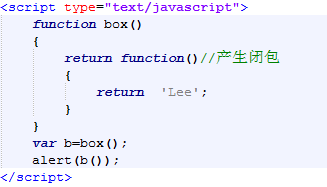 <script type="text/javascript">
function box()
{
return function()//产生闭包
{
return 'Lee';
}
}
var b=box();
alert(b());
</script>